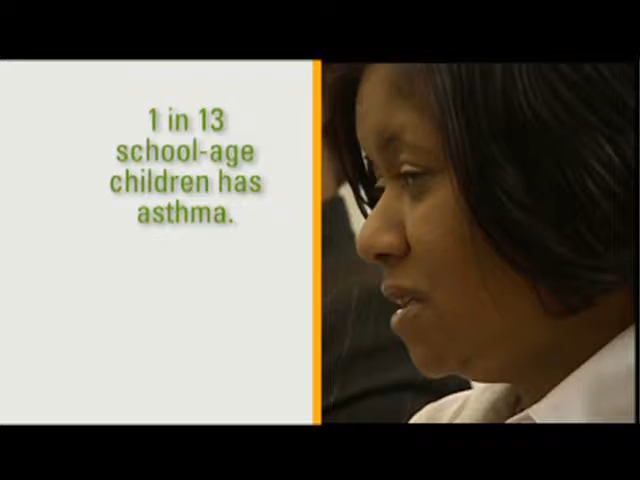 1 in 13
school-age
children has
asthma.